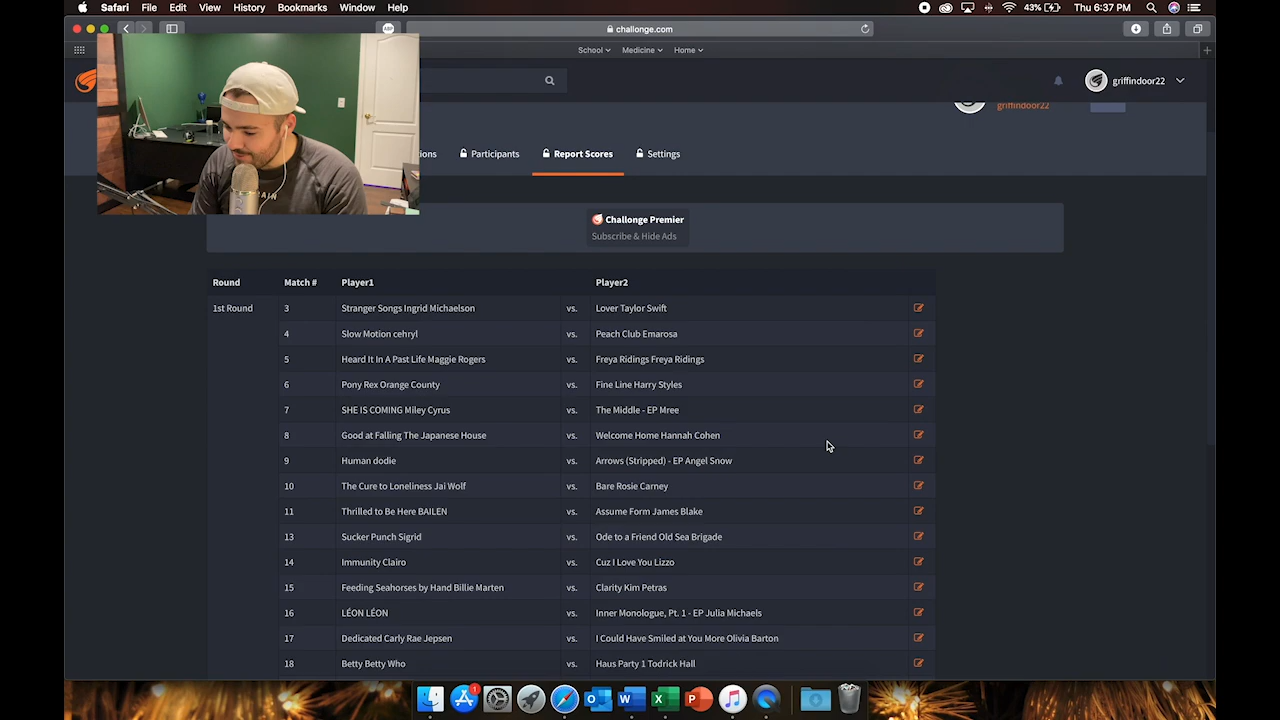 Safari File Edit View History Bookmarks Window Help 43% Thu 6:37 PM
ABP challonge.com
School Medicine Home
griffindoor22
griffindoor22
ions Participants Report Scores Settings
Challonge Premier
Subscribe & Hide Ads
Round Match # Player1 Player2
1st Round 3 Stranger Songs Ingrid Michaelson vs. Lover Taylor Swift
4 Slow Motion cehryl vs. Peach Club Emarosa
5 Heard It In A Past Life Maggie Rogers vs. Freya Ridings Freya Ridings
6 Pony Rex Orange County vs. Fine Line Harry Styles
7 SHE IS COMING Miley Cyrus vs. The Middle - EP Mree
8 Good at Falling The Japanese House vs. Welcome Home Hannah Cohen
9 Human dodie vs. Arrows (Stripped) - EP Angel Snow
10 The Cure to Loneliness Jai Wolf vs. Bare Rosie Carney
11 Thrilled to Be Here BAILEN vs. Assume Form James Blake
13 Sucker Punch Sigrid vs. Ode to a Friend Old Sea Brigade
14 Immunity Clairo vs. Cuz I Love You Lizzo
15 Feeding Seahorses by Hand Billie Marten vs. Clarity Kim Petras
16 LÉON LÉON vs. Inner Monologue, Pt. 1 - EP Julia Michaels
17 Dedicated Carly Rae Jepsen vs. I Could Have Smiled at You More Olivia Barton
18 Betty Betty Who vs. Haus Party 1 Todrick Hall